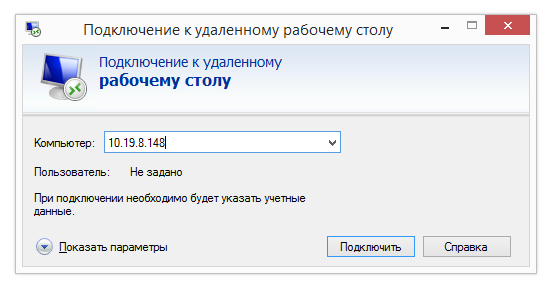 Подключение к удаленному рабочему столу
Подключение к удаленному
рабочему столу
Компьютер: 10.19.8.148
Пользователь: Не задано
При подключении необходимо будет указать учетные
данные.
Показать параметры Подключить Справка